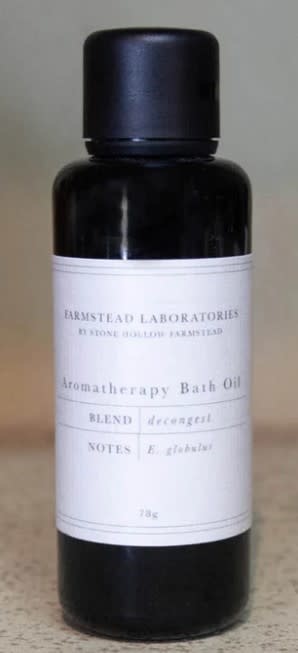 FARMSTEAD LABORATORIES
BY STONE HOLLOW FARMSTEAD
Aromatherapy Bath Oil
BLEND decongest.
NOTES E. globulus
78g